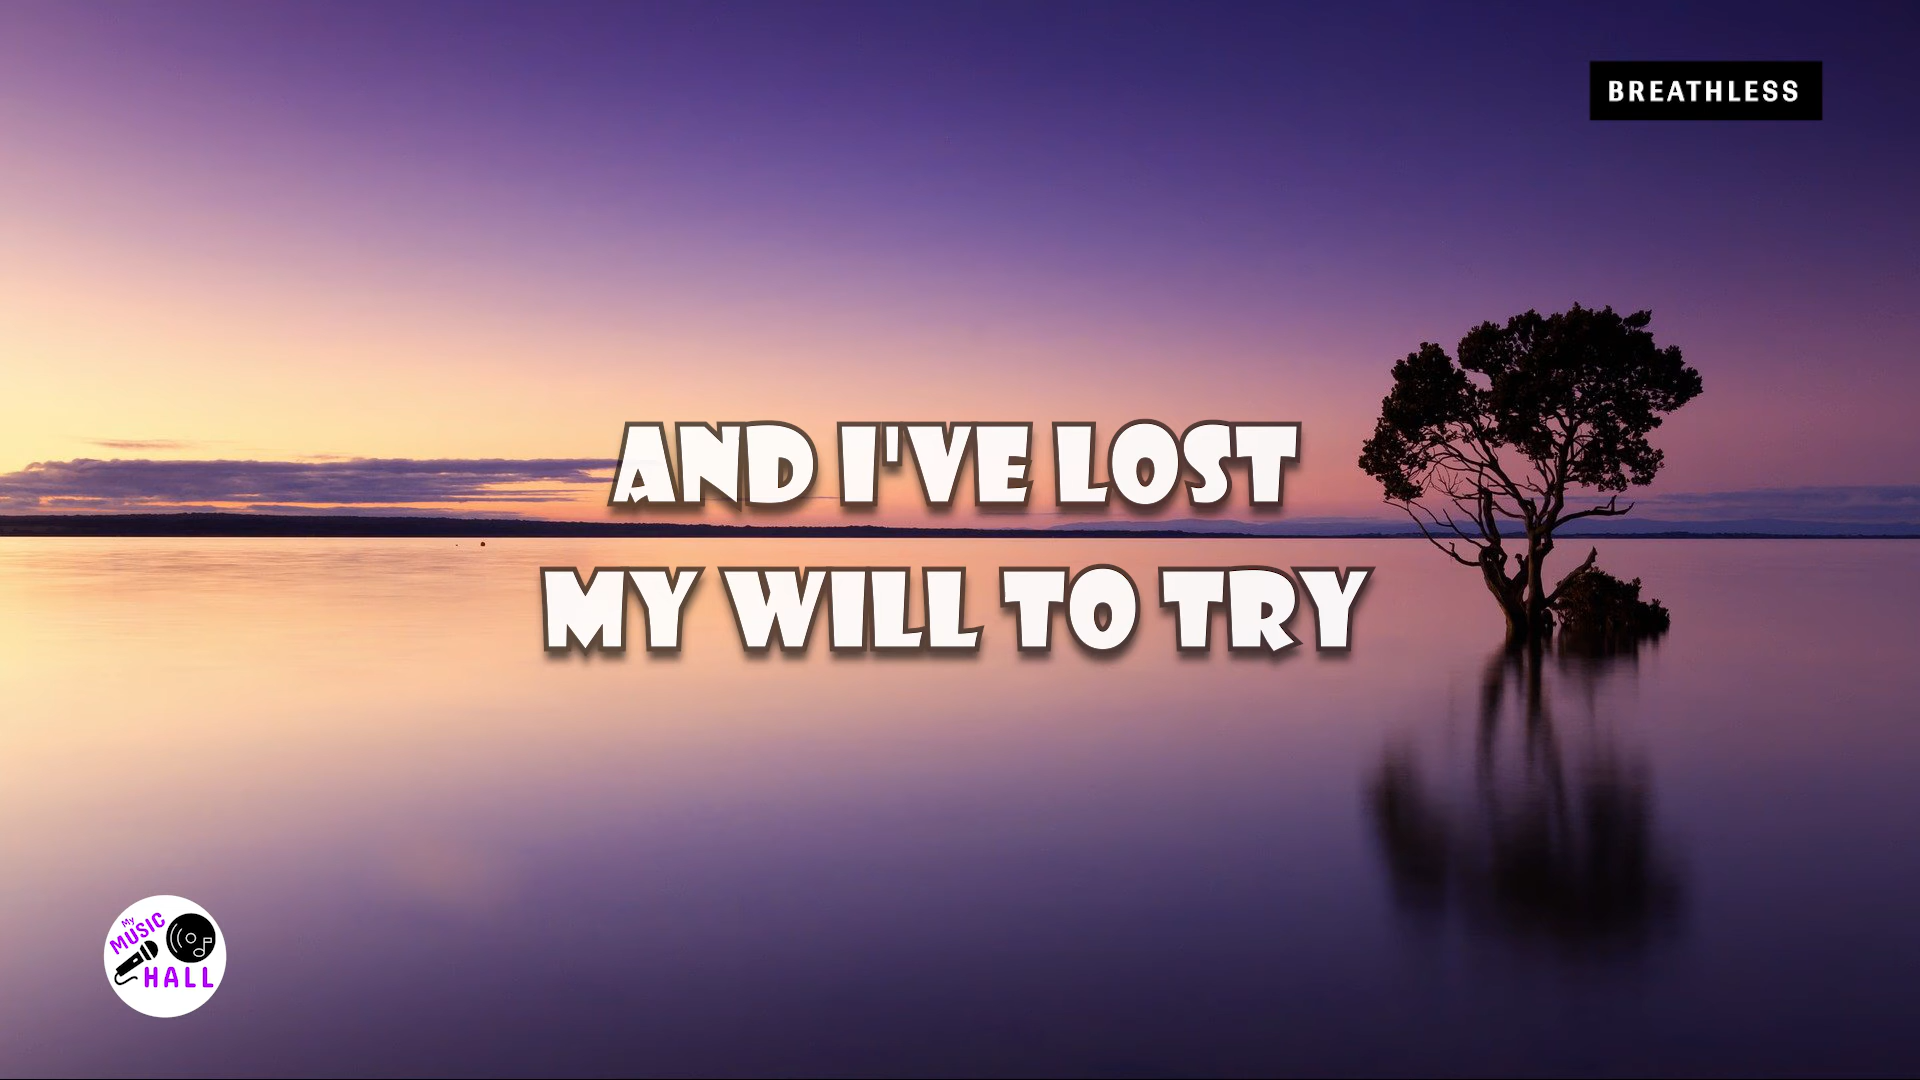 BREATHLESS
AND I'VE LOST
MY WILL TO TRY
My
MUSIC
HALL